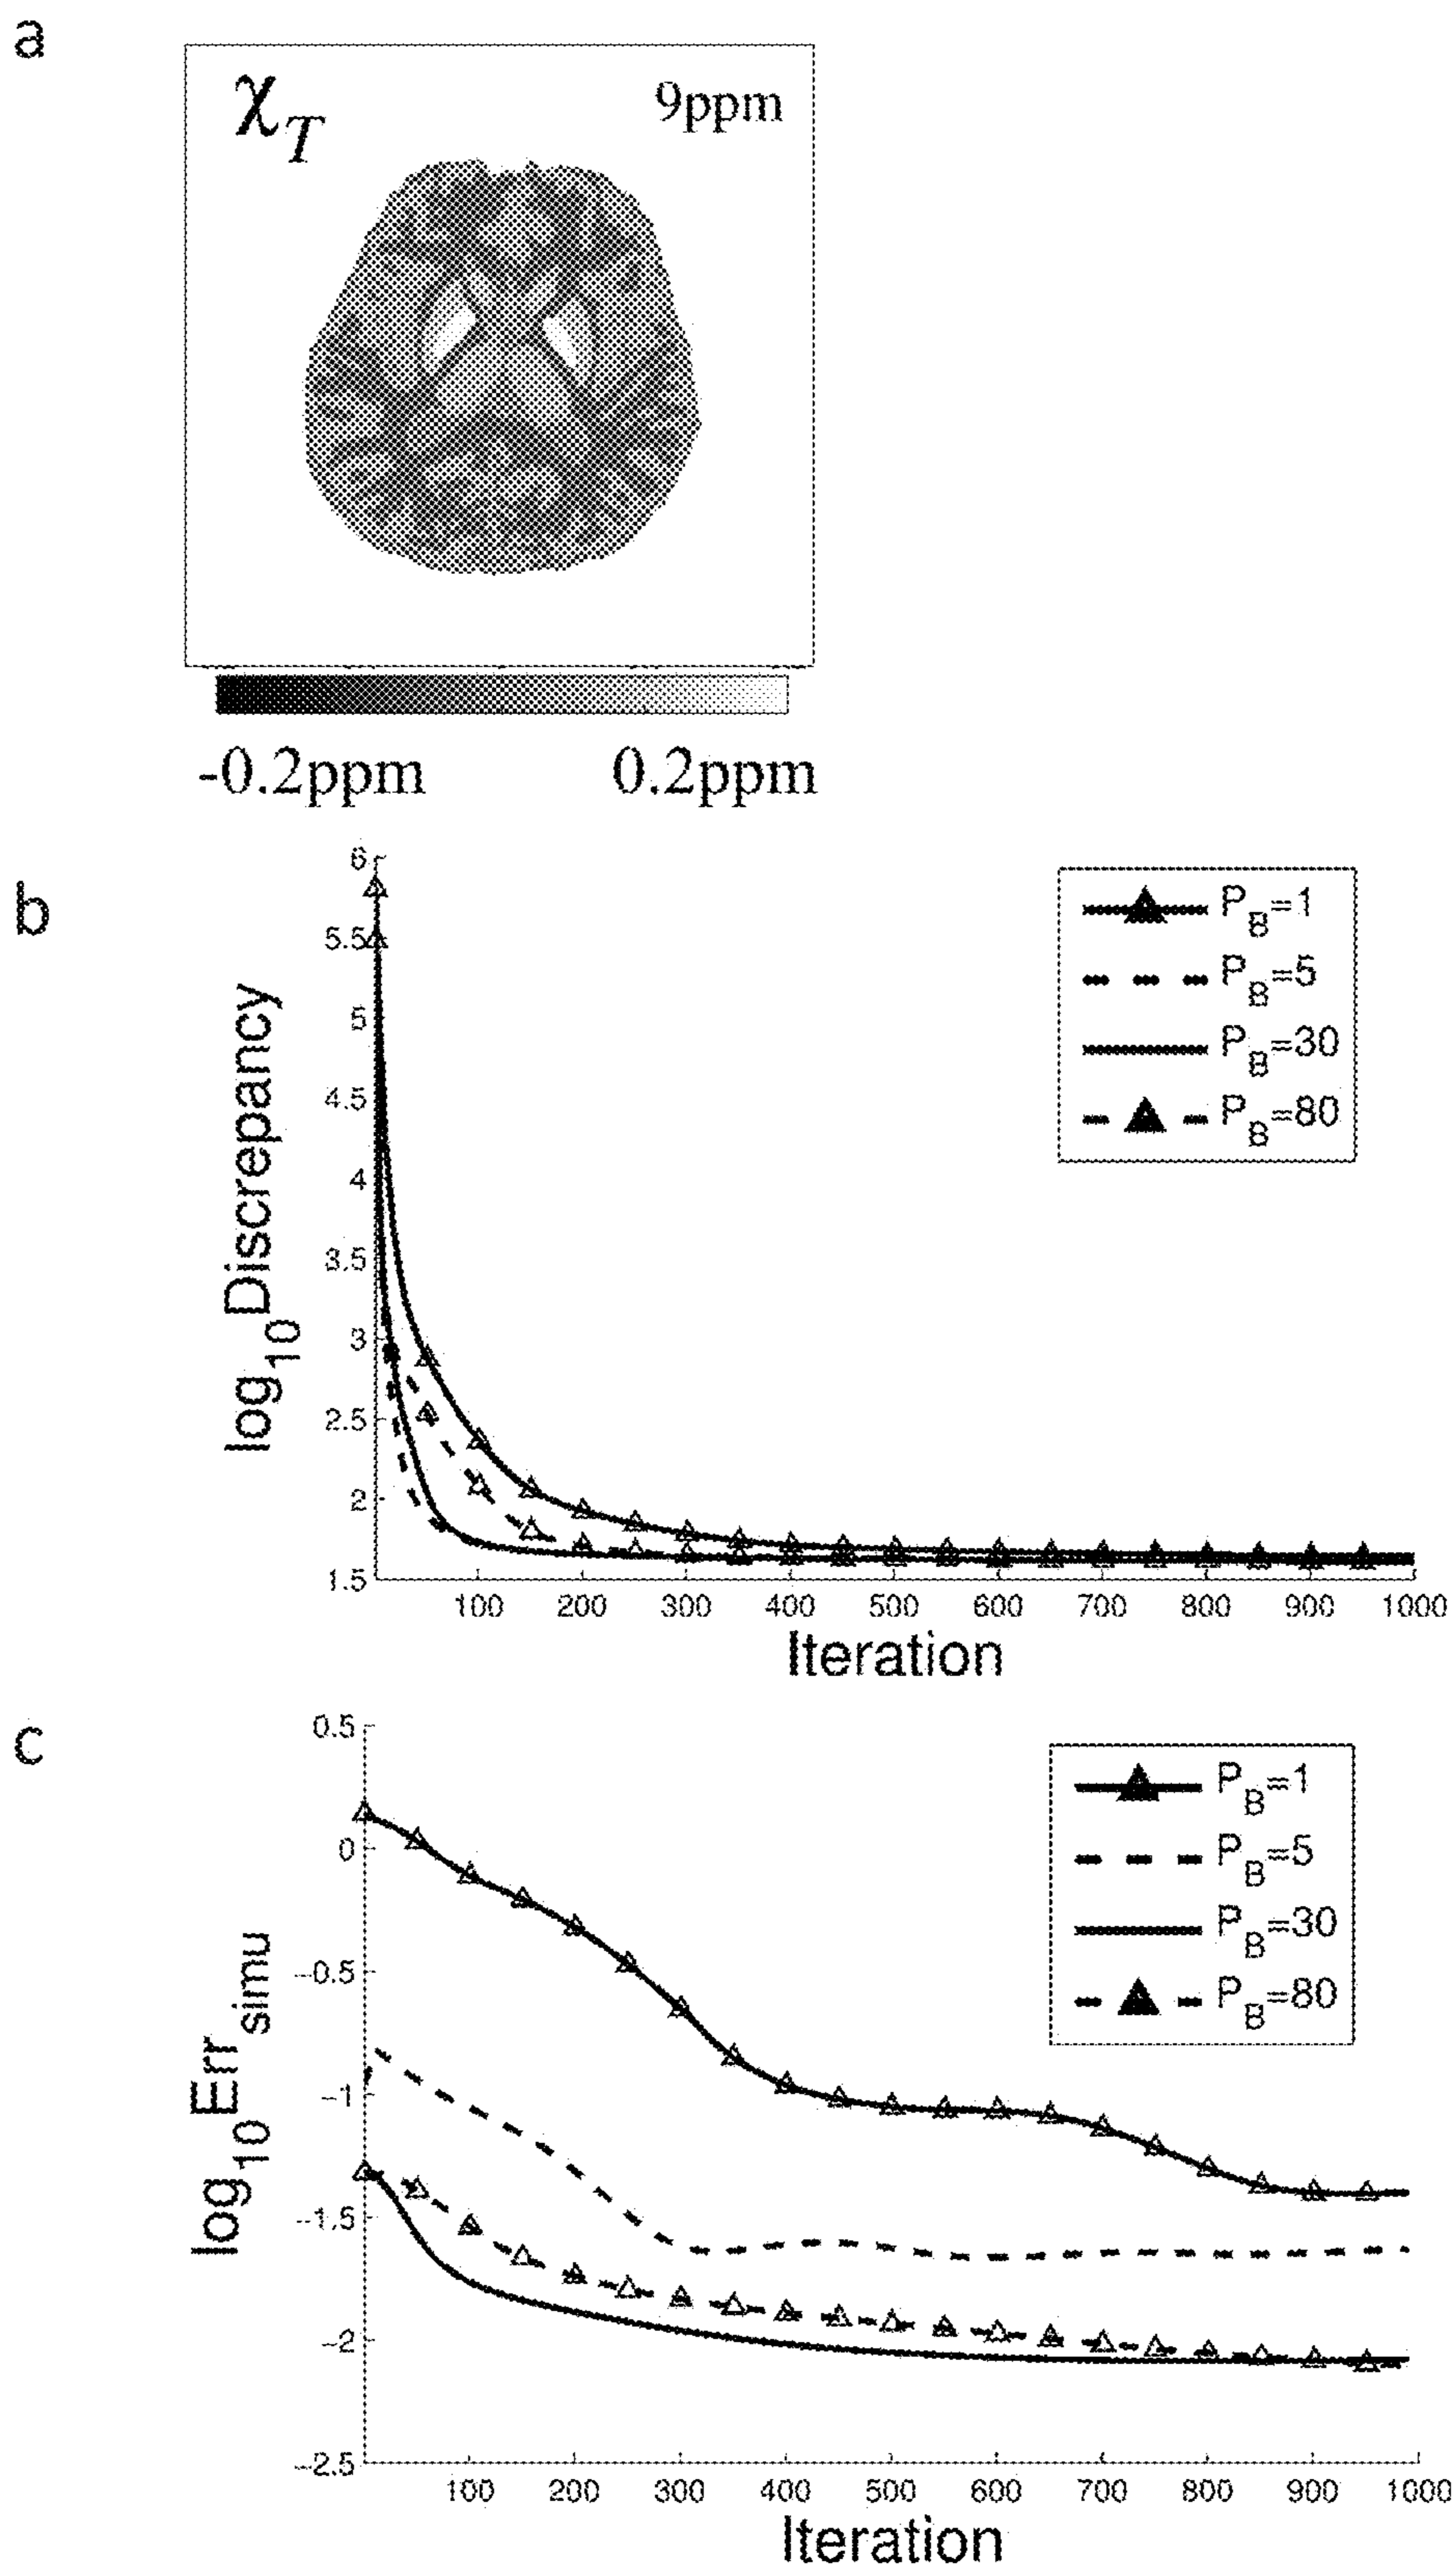 a
χT
9ppm
-0.2ppm
0.2ppm
b
6
5.5
5
4.5
4
3.5
3
2.5
2
1.5
log10Discrepancy
100 200 300 400 500 600 700 800 900 1000
Iteration
PB=1
PB=5
PB=30
PB=80
c
0.5
0
-0.5
-1
-1.5
-2
-2.5
log10Errsimu
100 200 300 400 500 600 700 800 900 1000
Iteration
PB=1
PB=5
PB=30
PB=80